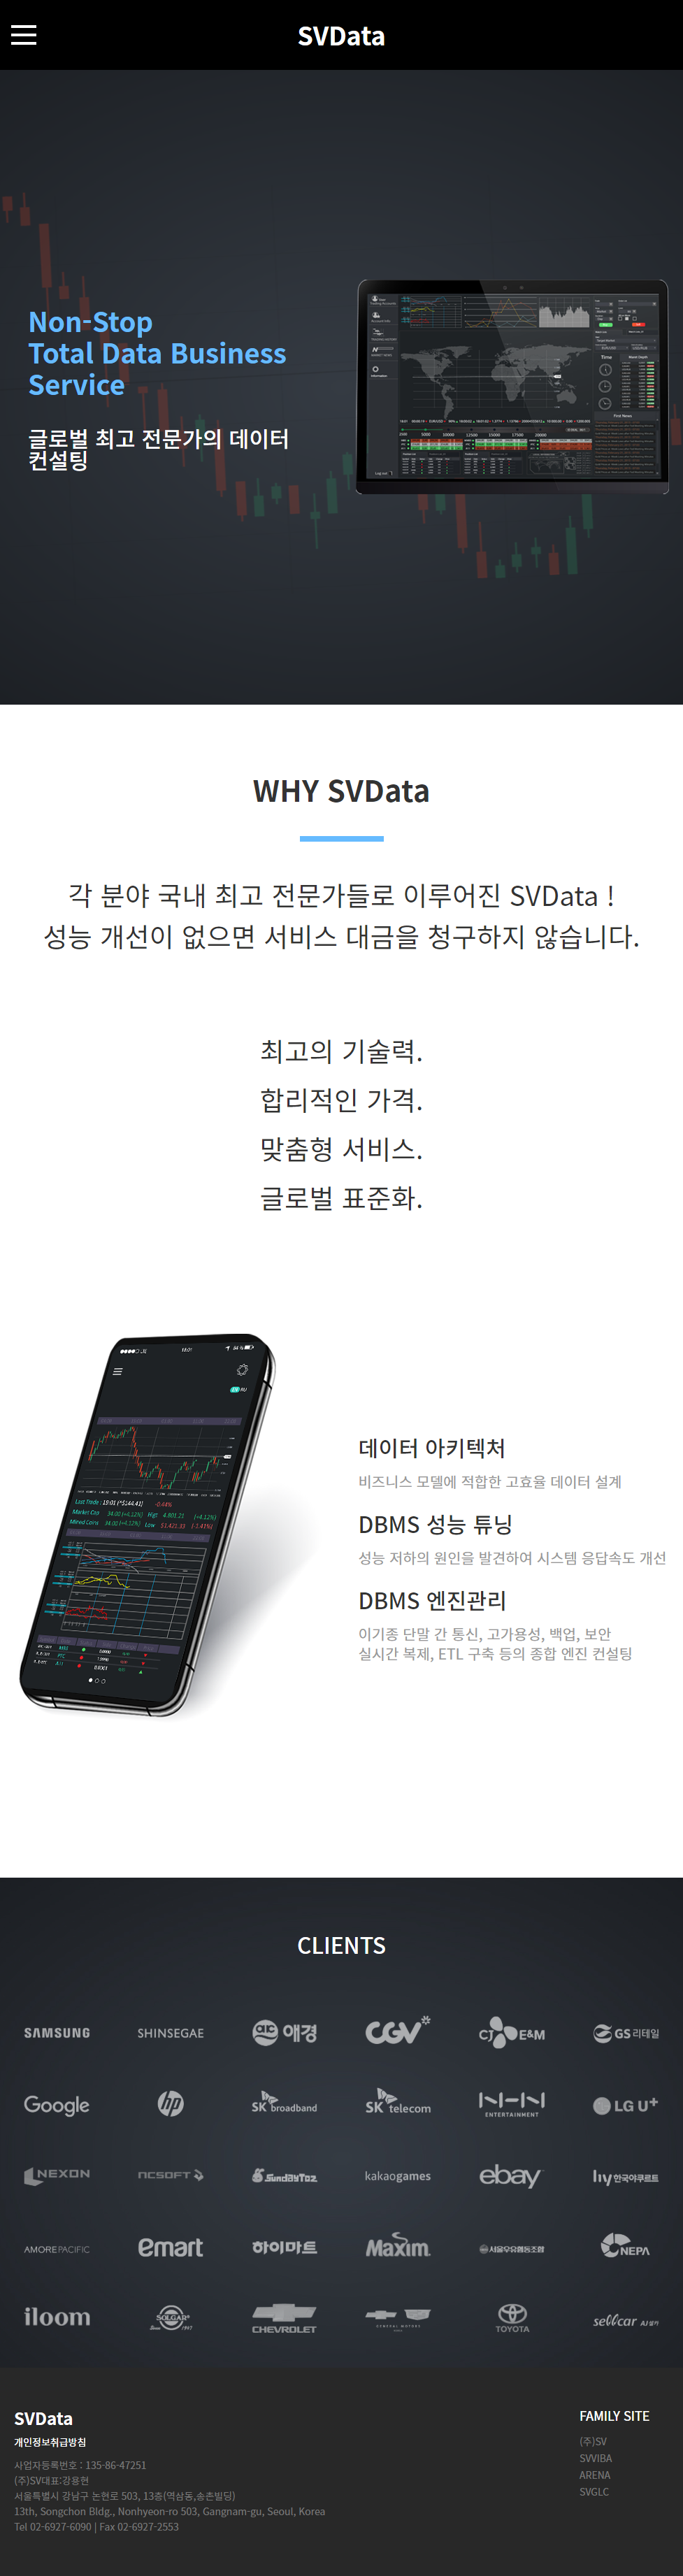 SVData
Non-Stop
Total Data Business
Service
글로벌 최고 전문가의 데이터
컨설팅
WHY SVData
각 분야 국내 최고 전문가들로 이루어진 SVData !
성능 개선이 없으면 서비스 대금을 청구하지 않습니다.
최고의 기술력.
합리적인 가격.
맞춤형 서비스.
글로벌 표준화.
데이터 아키텍처
비즈니스 모델에 적합한 고효율 데이터 설계
DBMS 성능 튜닝
성능 저하의 원인을 발견하여 시스템 응답속도 개선
DBMS 엔진관리
이기종 단말 간 통신, 고가용성, 백업, 보안
실시간 복제, ETL 구축 등의 종합 엔진 컨설팅
CLIENTS
SAMSUNG SHINSEGAE 애경 CGV CJ E&M GS 리테일
Google hp SK broadband SK telecom NHN ENTERTAINMENT LG U+
NEXON NCSOFT SundayToz kakaogames ebay hy 한국야쿠르트
AMOREPACIFIC emart 하이마트 Maxim 서울우유협동조합 NEPA
iloom SOLGAR Since 1947 CHEVROLET GENERAL MOTORS TOYOTA sellcar AJ셀카
SVData
개인정보취급방침
사업자등록번호 : 135-86-47251
(주)SV대표:강용헌
서울특별시 강남구 논현로 503, 13층(역삼동,송촌빌딩)
13th, Songchon Bldg., Nonhyeon-ro 503, Gangnam-gu, Seoul, Korea
Tel 02-6927-6090 | Fax 02-6927-2553
FAMILY SITE
(주)SV
SVVIBA
ARENA
SVGLC